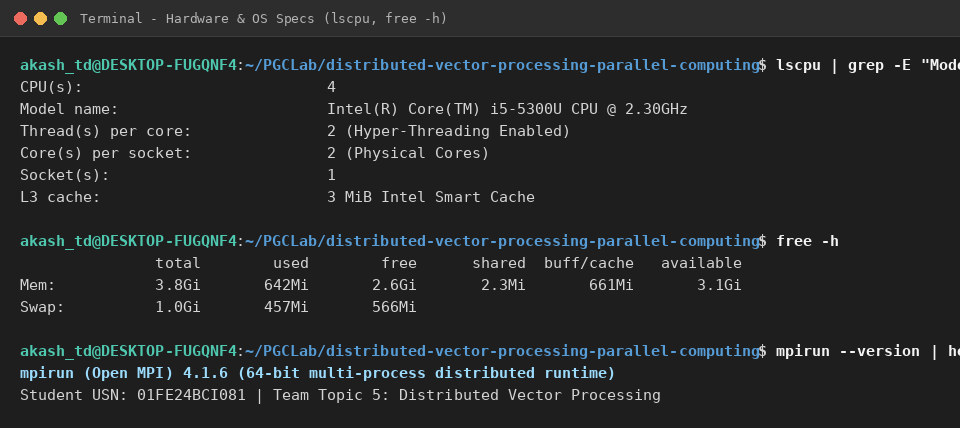 Terminal - Hardware & OS Specs (lscpu, free -h)
akash_td@DESKTOP-FUGQNF4:~/PGCLab/distributed-vector-processing-parallel-computing$ lscpu | grep -E "Mode
CPU(s): 4
Model name: Intel(R) Core(TM) i5-5300U CPU @ 2.30GHz
Thread(s) per core: 2 (Hyper-Threading Enabled)
Core(s) per socket: 2 (Physical Cores)
Socket(s): 1
L3 cache: 3 MiB Intel Smart Cache
akash_td@DESKTOP-FUGQNF4:~/PGCLab/distributed-vector-processing-parallel-computing$ free -h
total used free shared buff/cache available
Mem: 3.8Gi 642Mi 2.6Gi 2.3Mi 661Mi 3.1Gi
Swap: 1.0Gi 457Mi 566Mi
akash_td@DESKTOP-FUGQNF4:~/PGCLab/distributed-vector-processing-parallel-computing$ mpirun --version | he
mpirun (Open MPI) 4.1.6 (64-bit multi-process distributed runtime)
Student USN: 01FE24BCI081 | Team Topic 5: Distributed Vector Processing